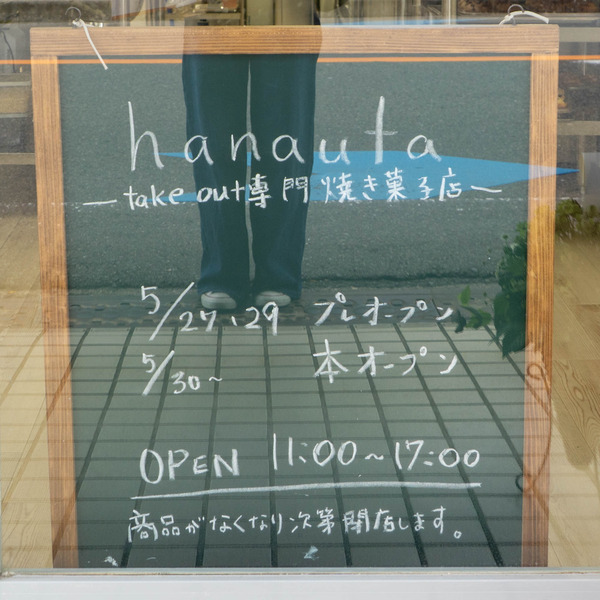 hanauta
－take out専門 焼き菓子店－
5/27、29 プレオープン
5/30～ 本オープン
OPEN 11:00～17:00
商品がなくなり次第閉店します。